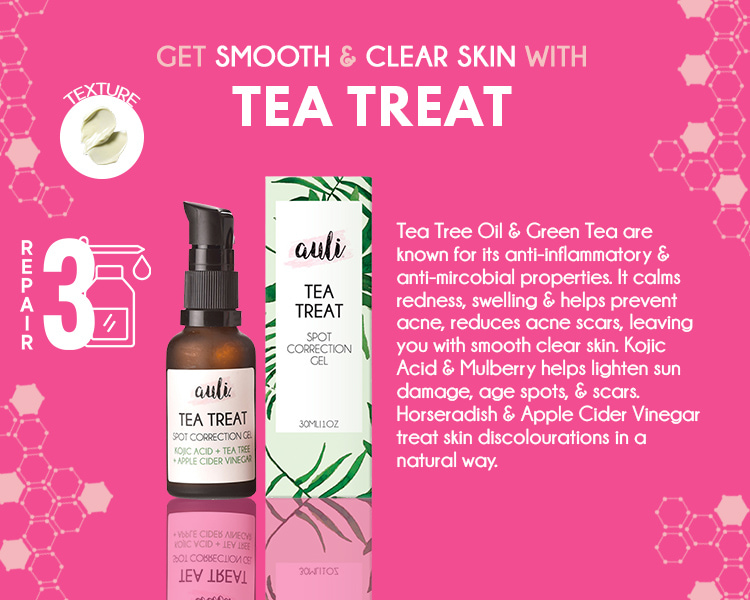 GET SMOOTH & CLEAR SKIN WITH
TEA TREAT
TEXTURE
REPAIR
3
auli.
TEA TREAT
SPOT CORRECTION GEL
KOJIC ACID + TEA TREE
+ APPLE CIDER VINEGAR
auli.
TEA
TREAT
SPOT
CORRECTION
GEL
30ML|1OZ
Tea Tree Oil & Green Tea are
known for its anti-inflammatory &
anti-mircobial properties. It calms
redness, swelling & helps prevent
acne, reduces acne scars, leaving
you with smooth clear skin. Kojic
Acid & Mulberry helps lighten sun
damage, age spots, & scars.
Horseradish & Apple Cider Vinegar
treat skin discolourations in a
natural way.